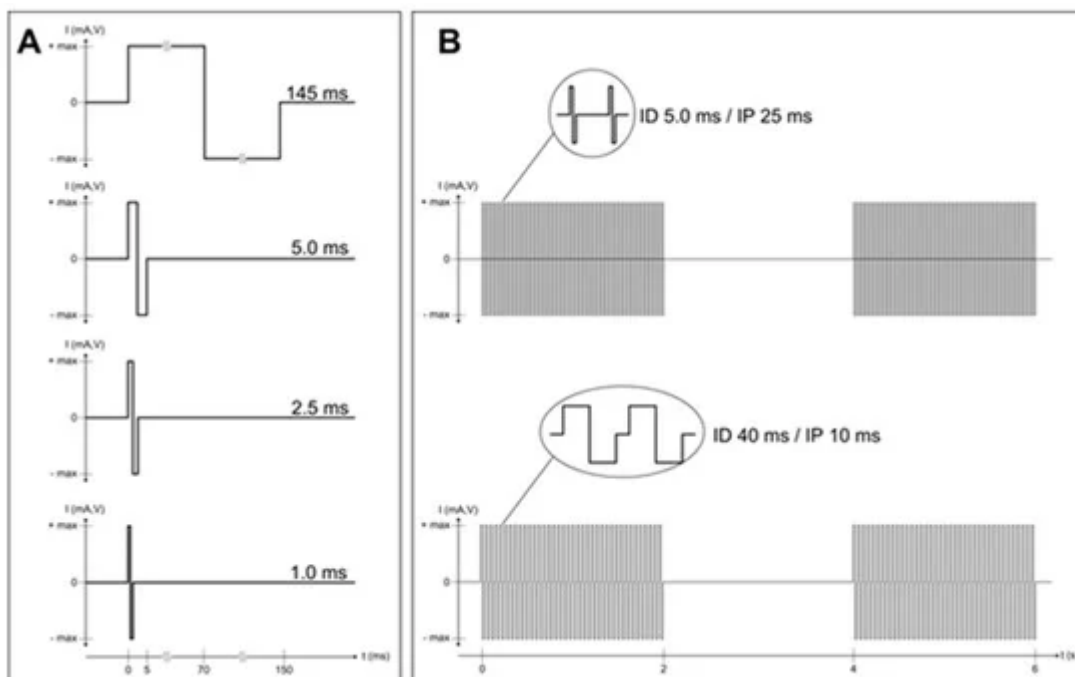 A
I (mA,V)
+ max
0
- max
145 ms
I (mA,V)
+ max
0
- max
5.0 ms
I (mA,V)
+ max
0
- max
2.5 ms
I (mA,V)
+ max
0
- max
1.0 ms
0 5 70 150 t (ms)
B
ID 5.0 ms / IP 25 ms
I (mA,V)
+ max
0
- max
ID 40 ms / IP 10 ms
I (mA,V)
+ max
0
- max
0 2 4 6 t (s